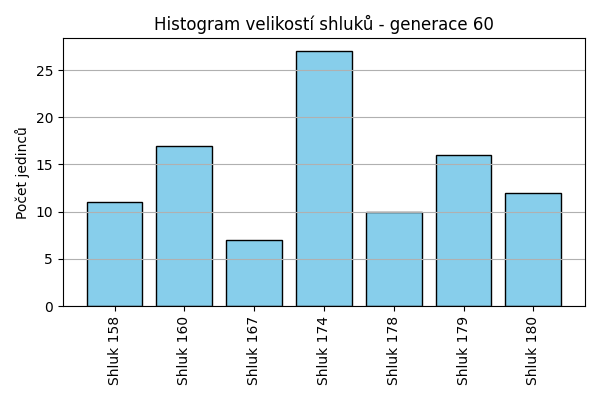 Histogram velikostí shluků - generace 60
Počet jedinců
25
20
15
10
5
0
Shluk 158
Shluk 160
Shluk 167
Shluk 174
Shluk 178
Shluk 179
Shluk 180